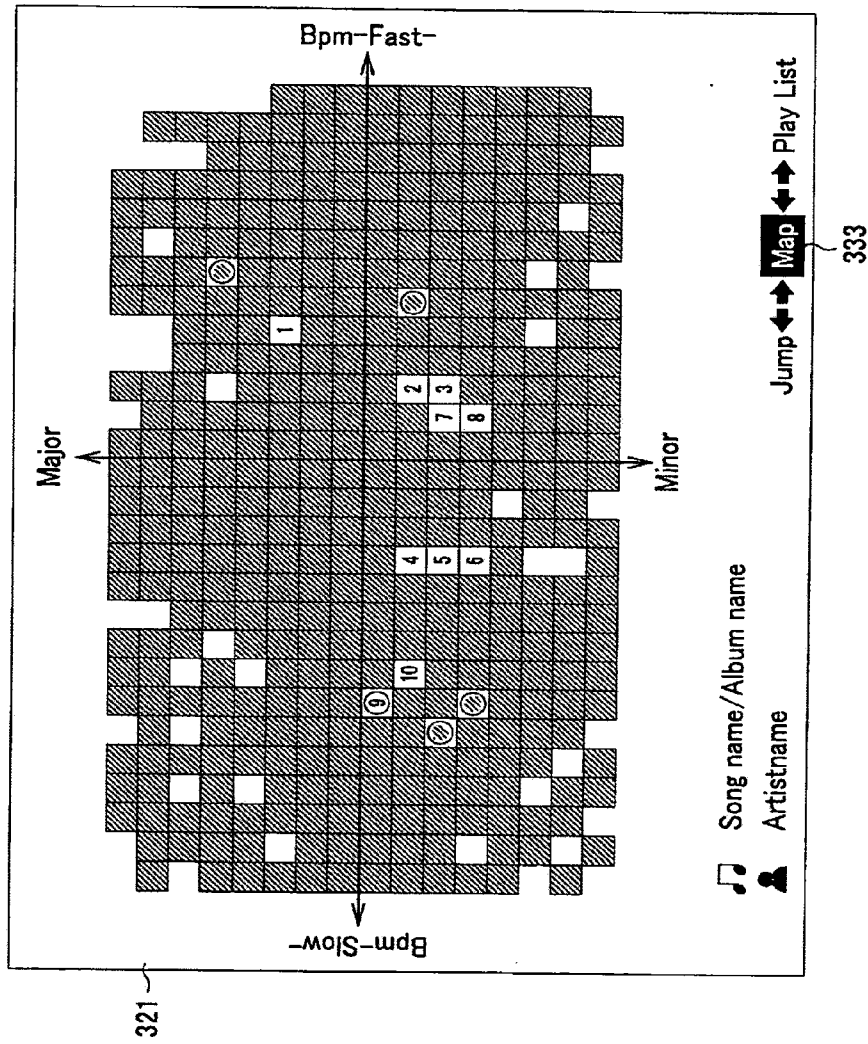 Major
Bpm-Fast-
1
2
3
4
7
5
8
6
9
10
Bpm-Slow-
Minor
Song name/Album name
Artistname
Jump Map Play List
321
333